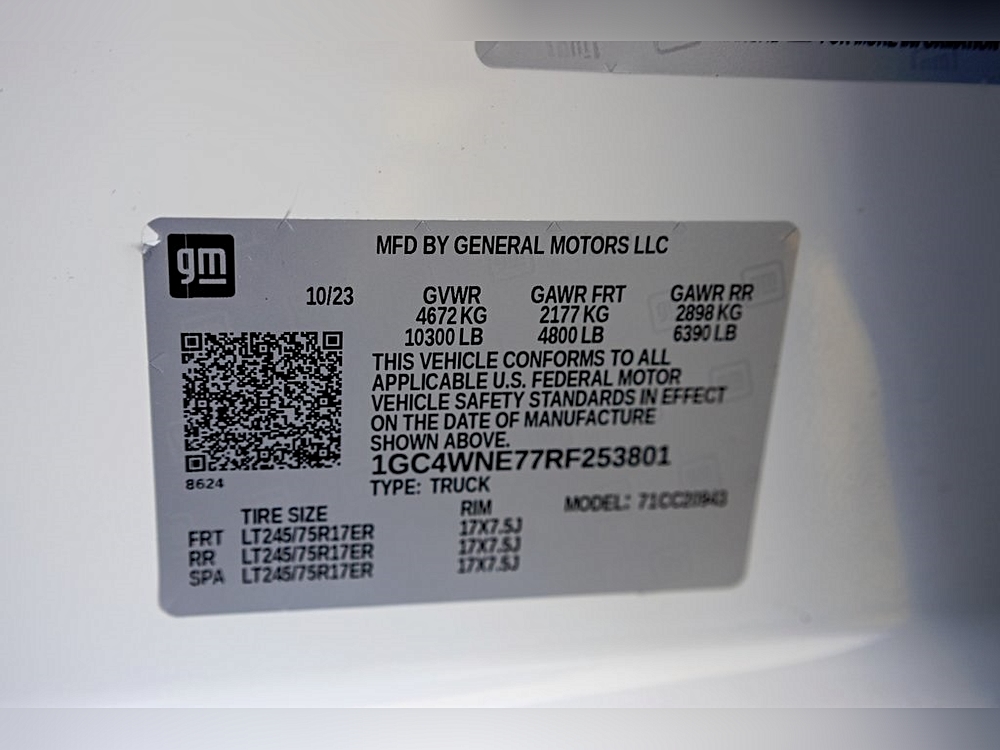 gm
MFD BY GENERAL MOTORS LLC
10/23 GVWR GAWR FRT GAWR RR
4672 KG 2177 KG 2898 KG
10300 LB 4800 LB 6390 LB
THIS VEHICLE CONFORMS TO ALL
APPLICABLE U.S. FEDERAL MOTOR
VEHICLE SAFETY STANDARDS IN EFFECT
ON THE DATE OF MANUFACTURE
SHOWN ABOVE.
1GC4WNE77RF253801
8624
TYPE: TRUCK
MODEL:
TIRE SIZE RIM
FRT LT245/75R17ER 17X7.5J
RR LT245/75R17ER 17X7.5J
SPA LT245/75R17ER 17X7.5J